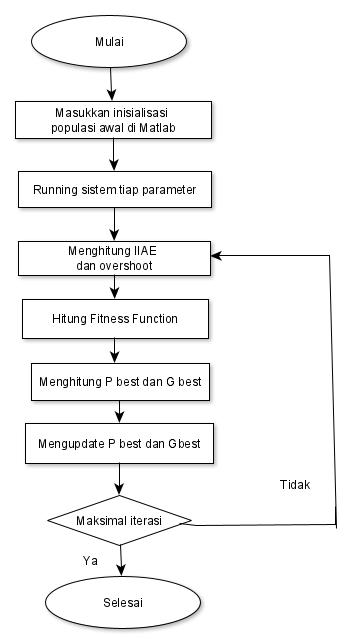 Mulai
Masukkan inisialisasi
populasi awal di Matlab
Running sistem tiap parameter
Menghitung IIAE
dan overshoot
Hitung Fitness Function
Menghitung P best dan G best
Mengupdate P best dan Gbest
Maksimal iterasi
Tidak
Ya
Selesai